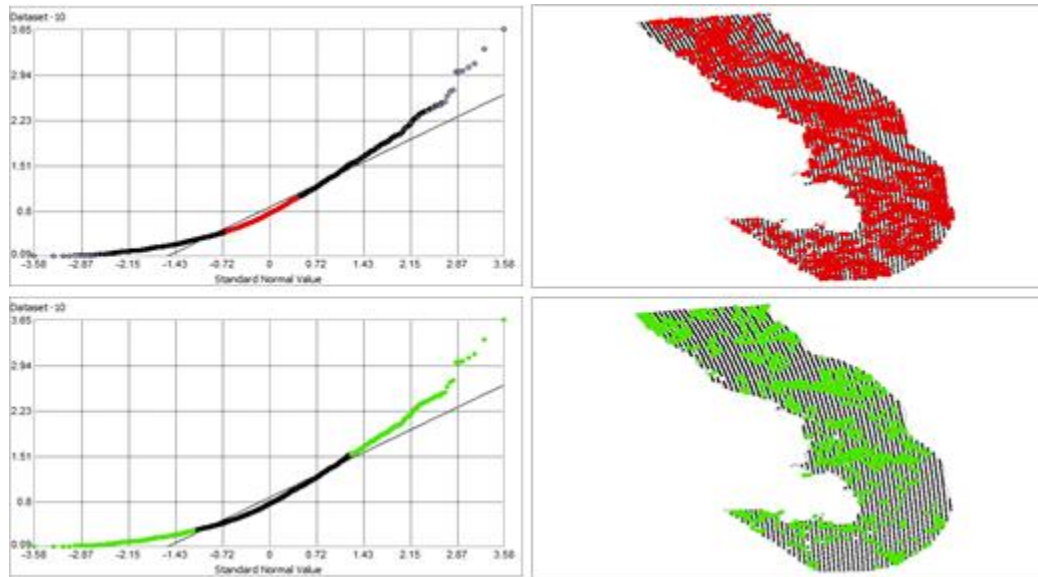 Dataset ·10
3.65
2.94
2.23
1.51
0.8
0.09
-3.58 -2.87 -2.15 -1.43 -0.72 0 0.72 1.43 2.15 2.87 3.58
Standard Normal Value
Dataset ·10
3.65
2.94
2.23
1.51
0.8
0.09
-3.58 -2.87 -2.15 -1.43 -0.72 0 0.72 1.43 2.15 2.87 3.58
Standard Normal Value